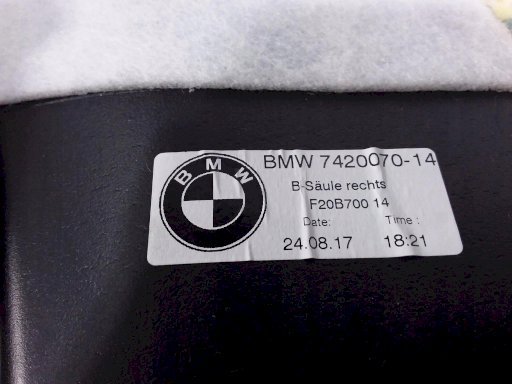 BMW
BMW 7420070-14
B-Säule rechts
F20B700 14
Date: Time :
24.08.17 18:21